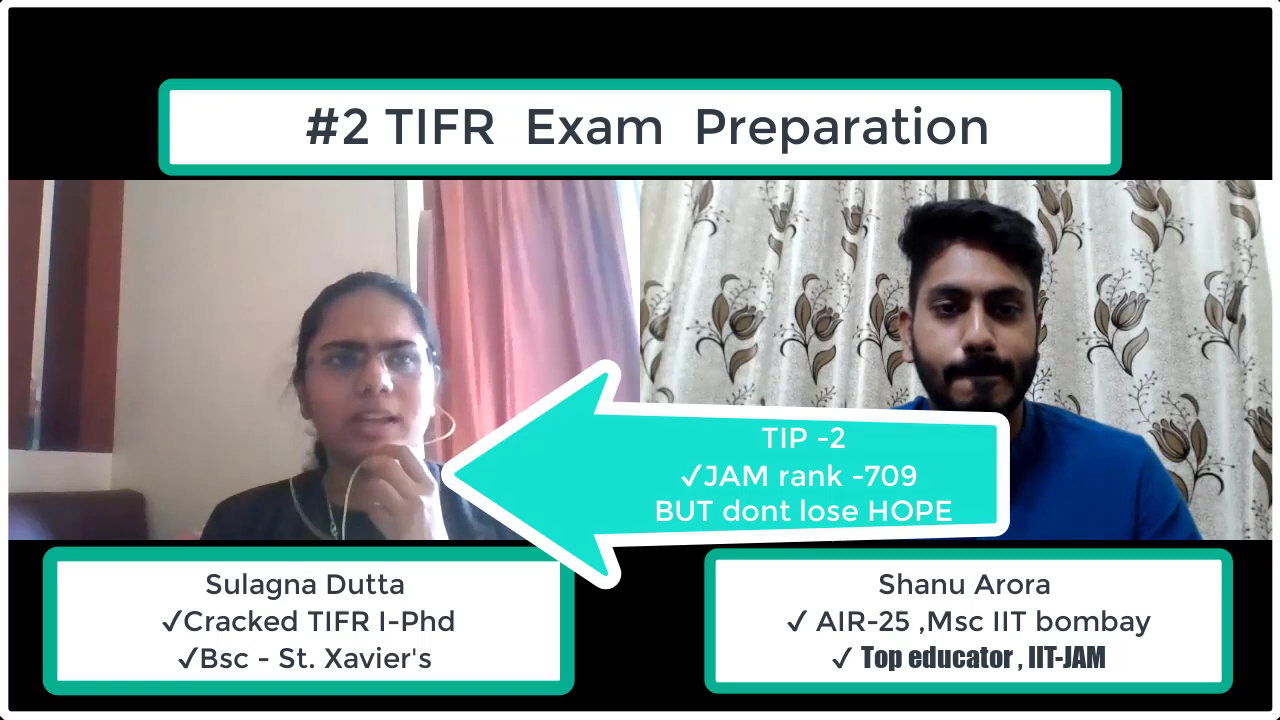 #2 TIFR Exam Preparation
TIP -2
✓JAM rank -709
BUT dont lose HOPE
Sulagna Dutta
✓Cracked TIFR I-Phd
✓Bsc - St. Xavier's
Shanu Arora
✓ AIR-25 ,Msc IIT bombay
✓ Top educator , IIT-JAM